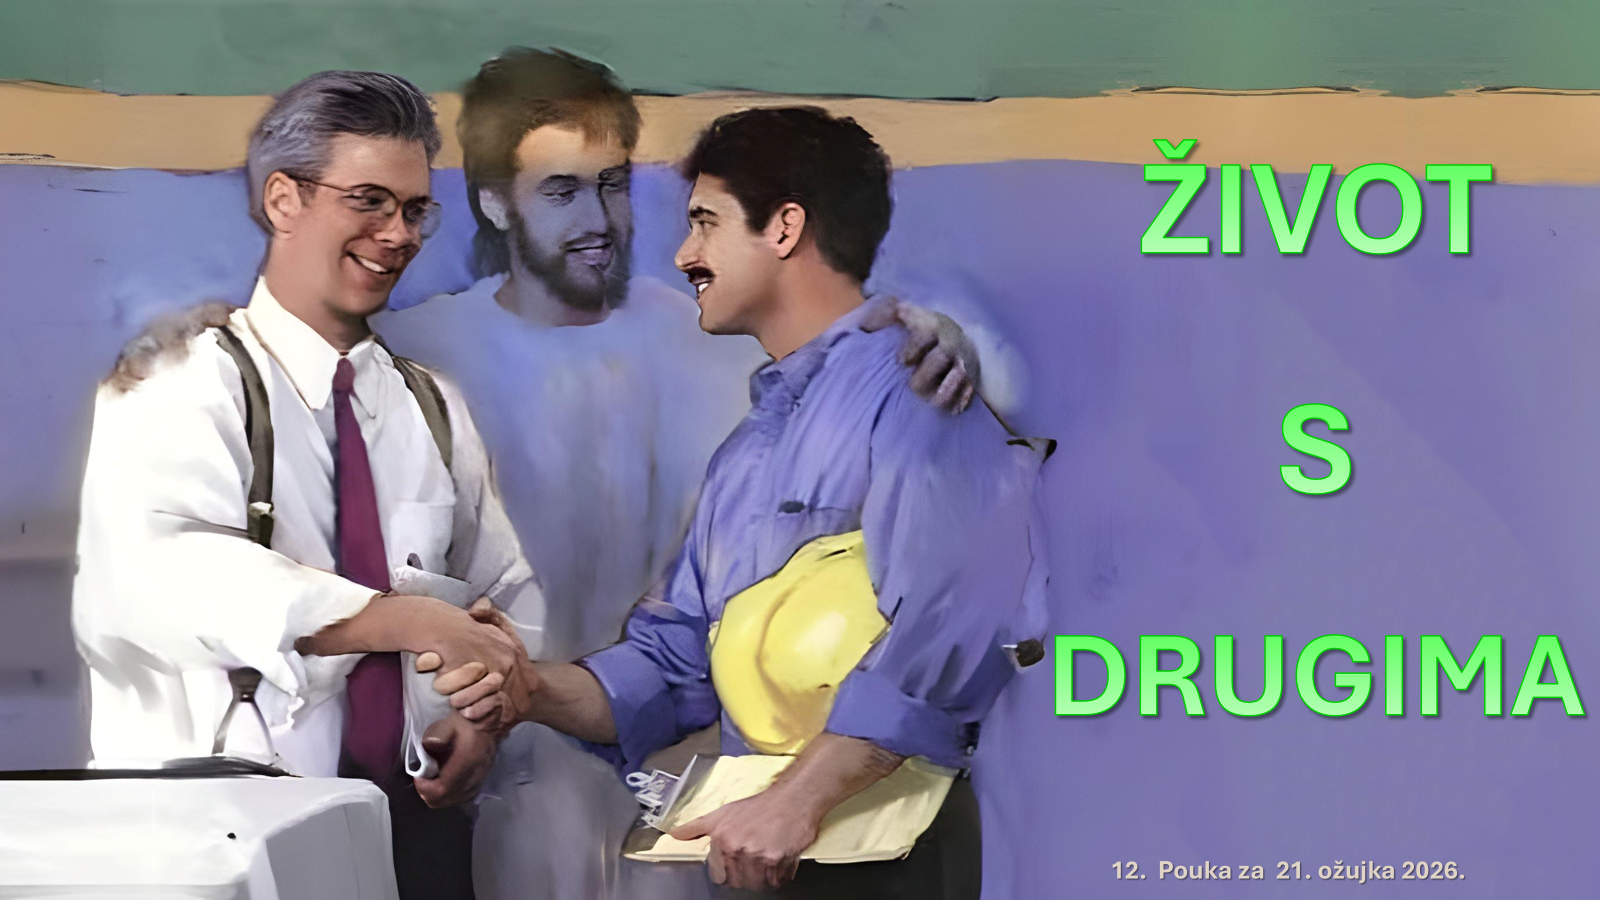 ŽIVOT
S
DRUGIMA
12. Pouka za 21. ožujka 2026.